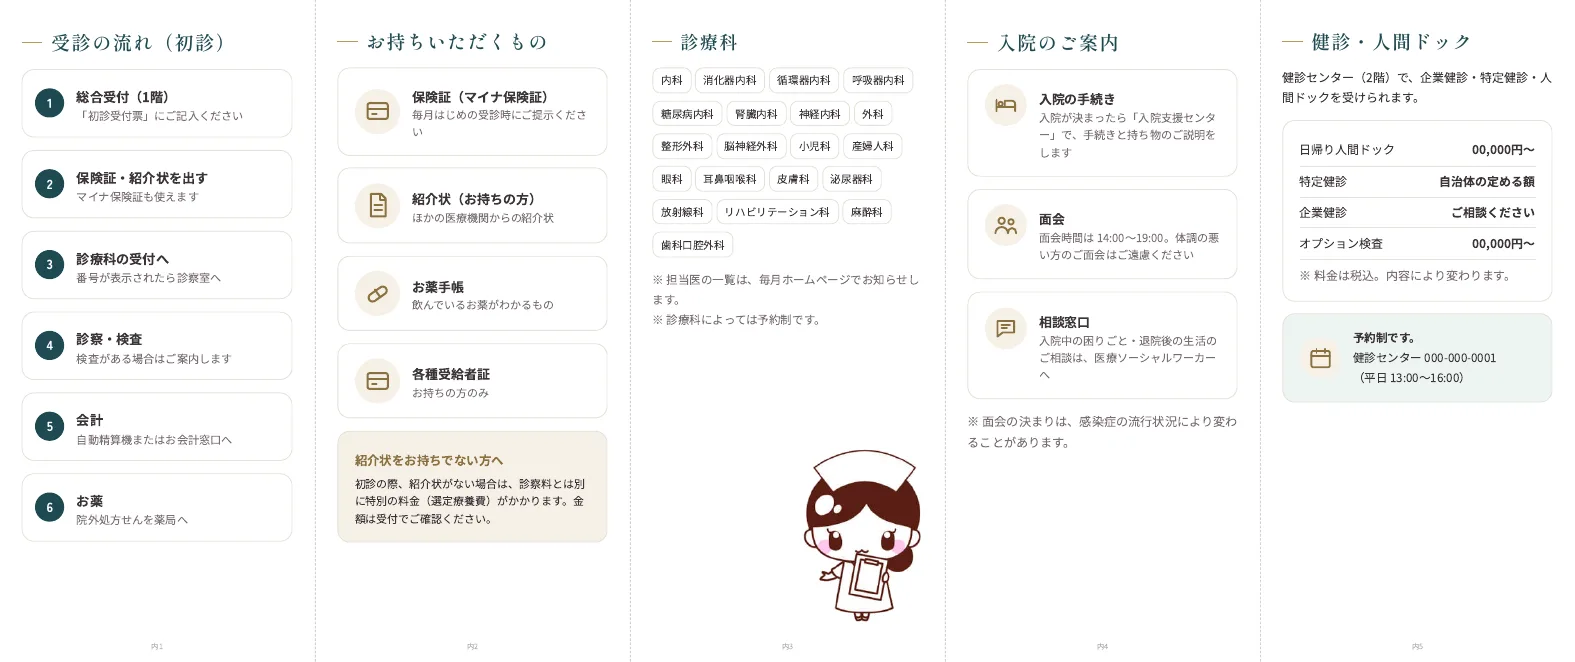 受診の流れ（初診）
1
総合受付（1階）
「初診受付票」にご記入ください
2
保険証・紹介状を出す
マイナ保険証も使えます
3
診療科の受付へ
番号が表示されたら診察室へ
4
診察・検査
検査がある場合はご案内します
5
会計
自動精算機またはお会計窓口へ
6
お薬
院外処方せんを薬局へ
内1
お持ちいただくもの
保険証（マイナ保険証）
毎月はじめの受診時にご提示くださ
い
紹介状（お持ちの方）
ほかの医療機関からの紹介状
お薬手帳
飲んでいるお薬がわかるもの
各種受給者証
お持ちの方のみ
紹介状をお持ちでない方へ
初診の際、紹介状がない場合は、診察料とは別
に特別の料金（選定療養費）がかかります。金
額は受付でご確認ください。
内2
診療科
内科 消化器内科 循環器内科 呼吸器内科
糖尿病内科 腎臓内科 神経内科 外科
整形外科 脳神経外科 小児科 産婦人科
眼科 耳鼻咽喉科 皮膚科 泌尿器科
放射線科 リハビリテーション科 麻酔科
歯科口腔外科
※ 担当医の一覧は、毎月ホームページでお知らせし
ます。
※ 診療科によっては予約制です。
内3
入院のご案内
入院の手続き
入院が決まったら「入院支援センタ
ー」で、手続きと持ち物のご説明を
します
面会
面会時間は 14:00〜19:00。体調の悪
い方のご面会はご遠慮ください
相談窓口
入院中の困りごと・退院後の生活の
ご相談は、医療ソーシャルワーカー
へ
※ 面会の決まりは、感染症の流行状況により変わ
ることがあります。
内4
健診・人間ドック
健診センター（2階）で、企業健診・特定健診・人
間ドックを受けられます。
日帰り人間ドック 00,000円〜
特定健診 自治体の定める額
企業健診 ご相談ください
オプション検査 00,000円〜
※ 料金は税込。内容により変わります。
予約制です。
健診センター 000-000-0001
（平日 13:00〜16:00）
内5